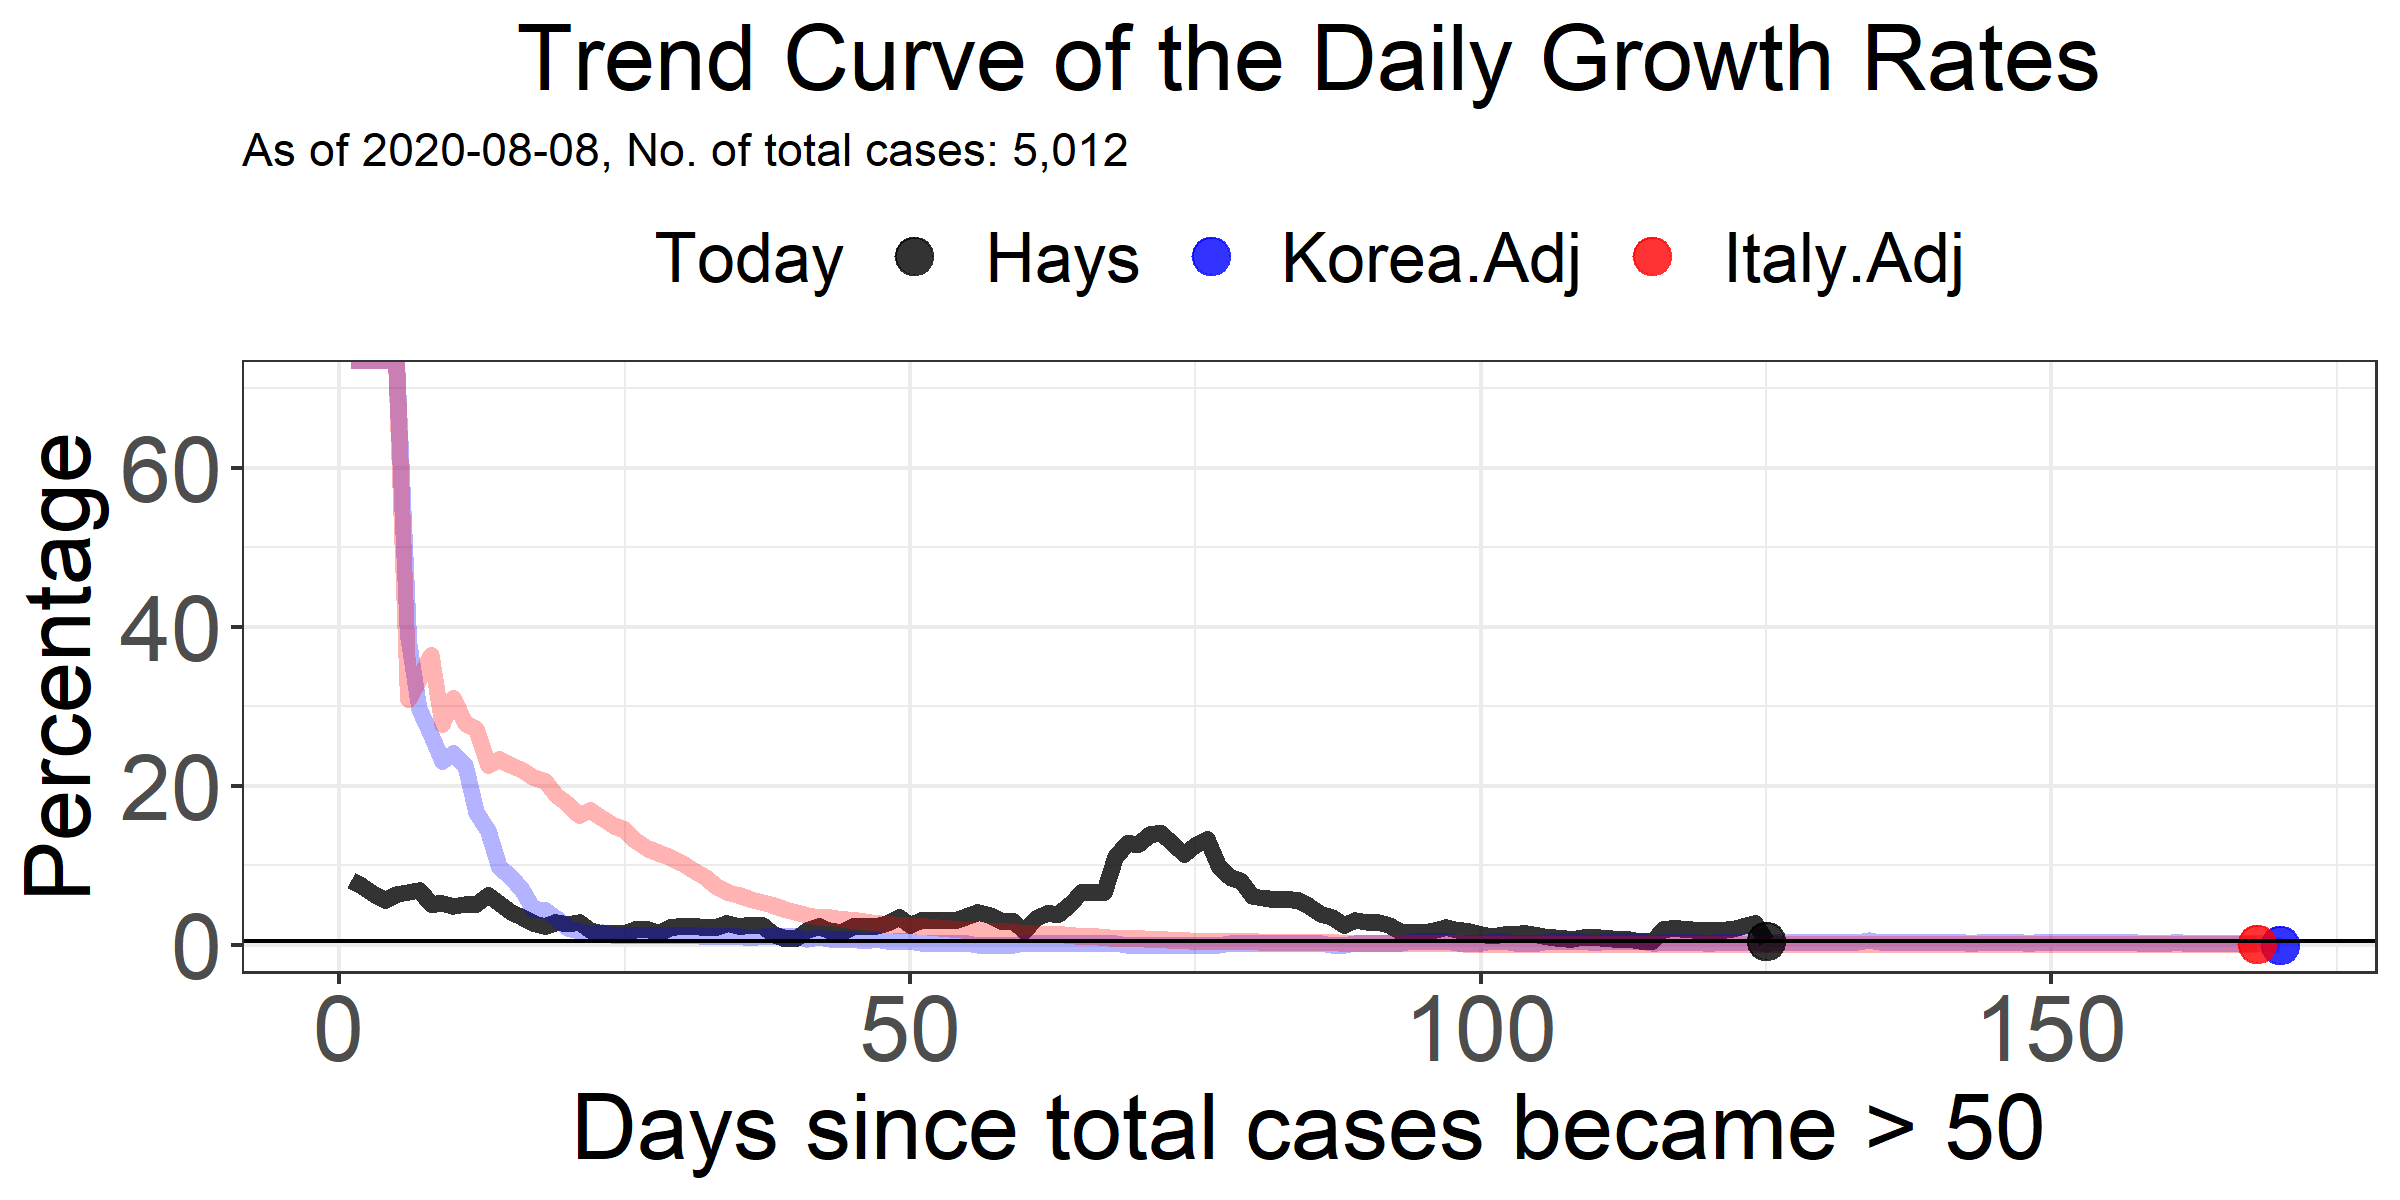 Trend Curve of the Daily Growth Rates
As of 2020-08-08, No. of total cases: 5,012
Today Hays Korea.Adj Italy.Adj
Percentage
60
40
20
0
0 50 100 150
Days since total cases became > 50